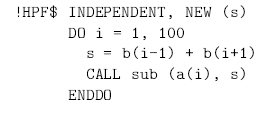 !HPF$ INDEPENDENT, NEW (s)
DO i = 1, 100
s = b(i-1) + b(i+1)
CALL sub (a(i), s)
ENDDO